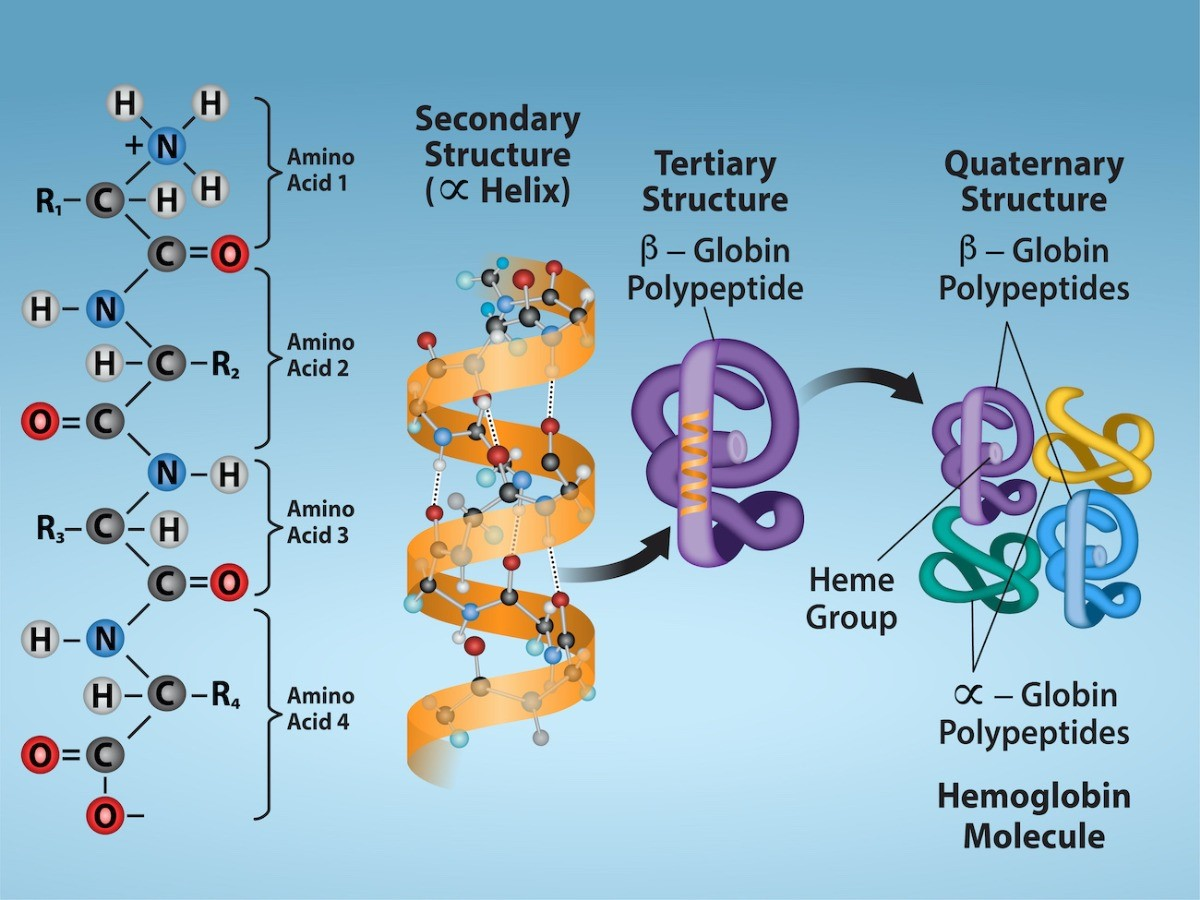 H H
+ N
R₁– C – H H
C = O
Amino
Acid 1
H – N
H – C – R₂
O = C
Amino
Acid 2
N – H
R₃– C – H
C = O
Amino
Acid 3
H – N
H – C – R₄
O = C
O –
Amino
Acid 4
Secondary
Structure
(∝ Helix)
Tertiary
Structure
β – Globin
Polypeptide
Quaternary
Structure
β – Globin
Polypeptides
Heme
Group
∝ – Globin
Polypeptides
Hemoglobin
Molecule